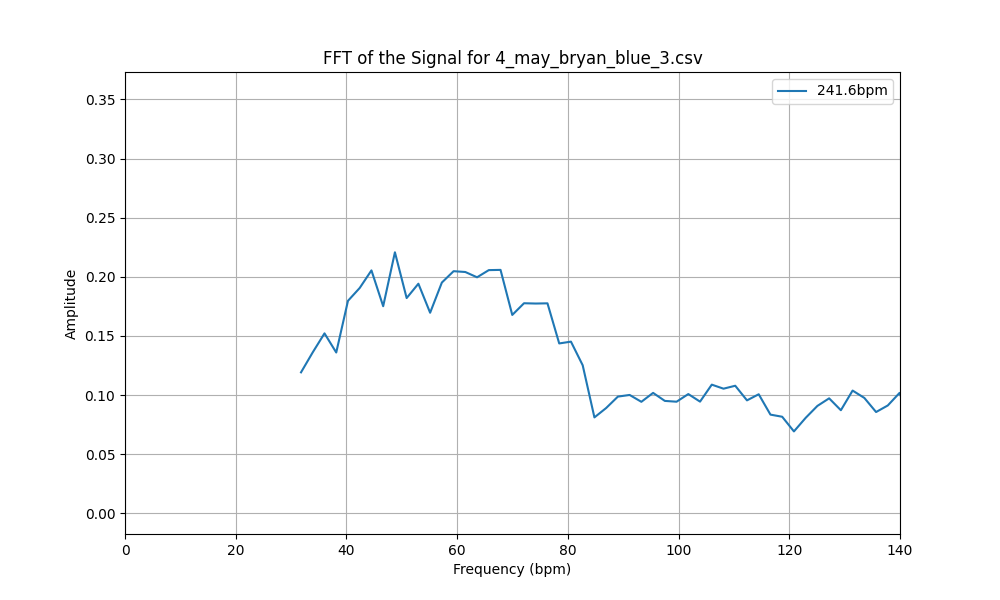 FFT of the Signal for 4_may_bryan_blue_3.csv
241.6bpm
Amplitude
0.35
0.30
0.25
0.20
0.15
0.10
0.05
0.00
0 20 40 60 80 100 120 140
Frequency (bpm)